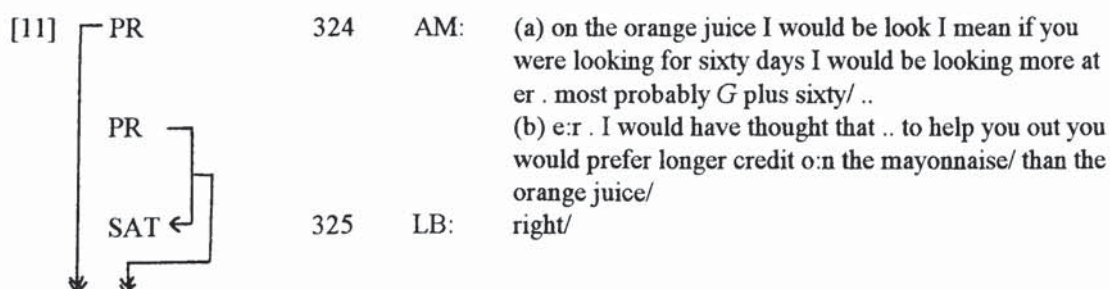 [11] PR 324 AM: (a) on the orange juice I would be look I mean if you
were looking for sixty days I would be looking more at
er . most probably G plus sixty/ ..
PR (b) e:r . I would have thought that .. to help you out you
would prefer longer credit o:n the mayonnaise/ than the
orange juice/
SAT 325 LB: right/